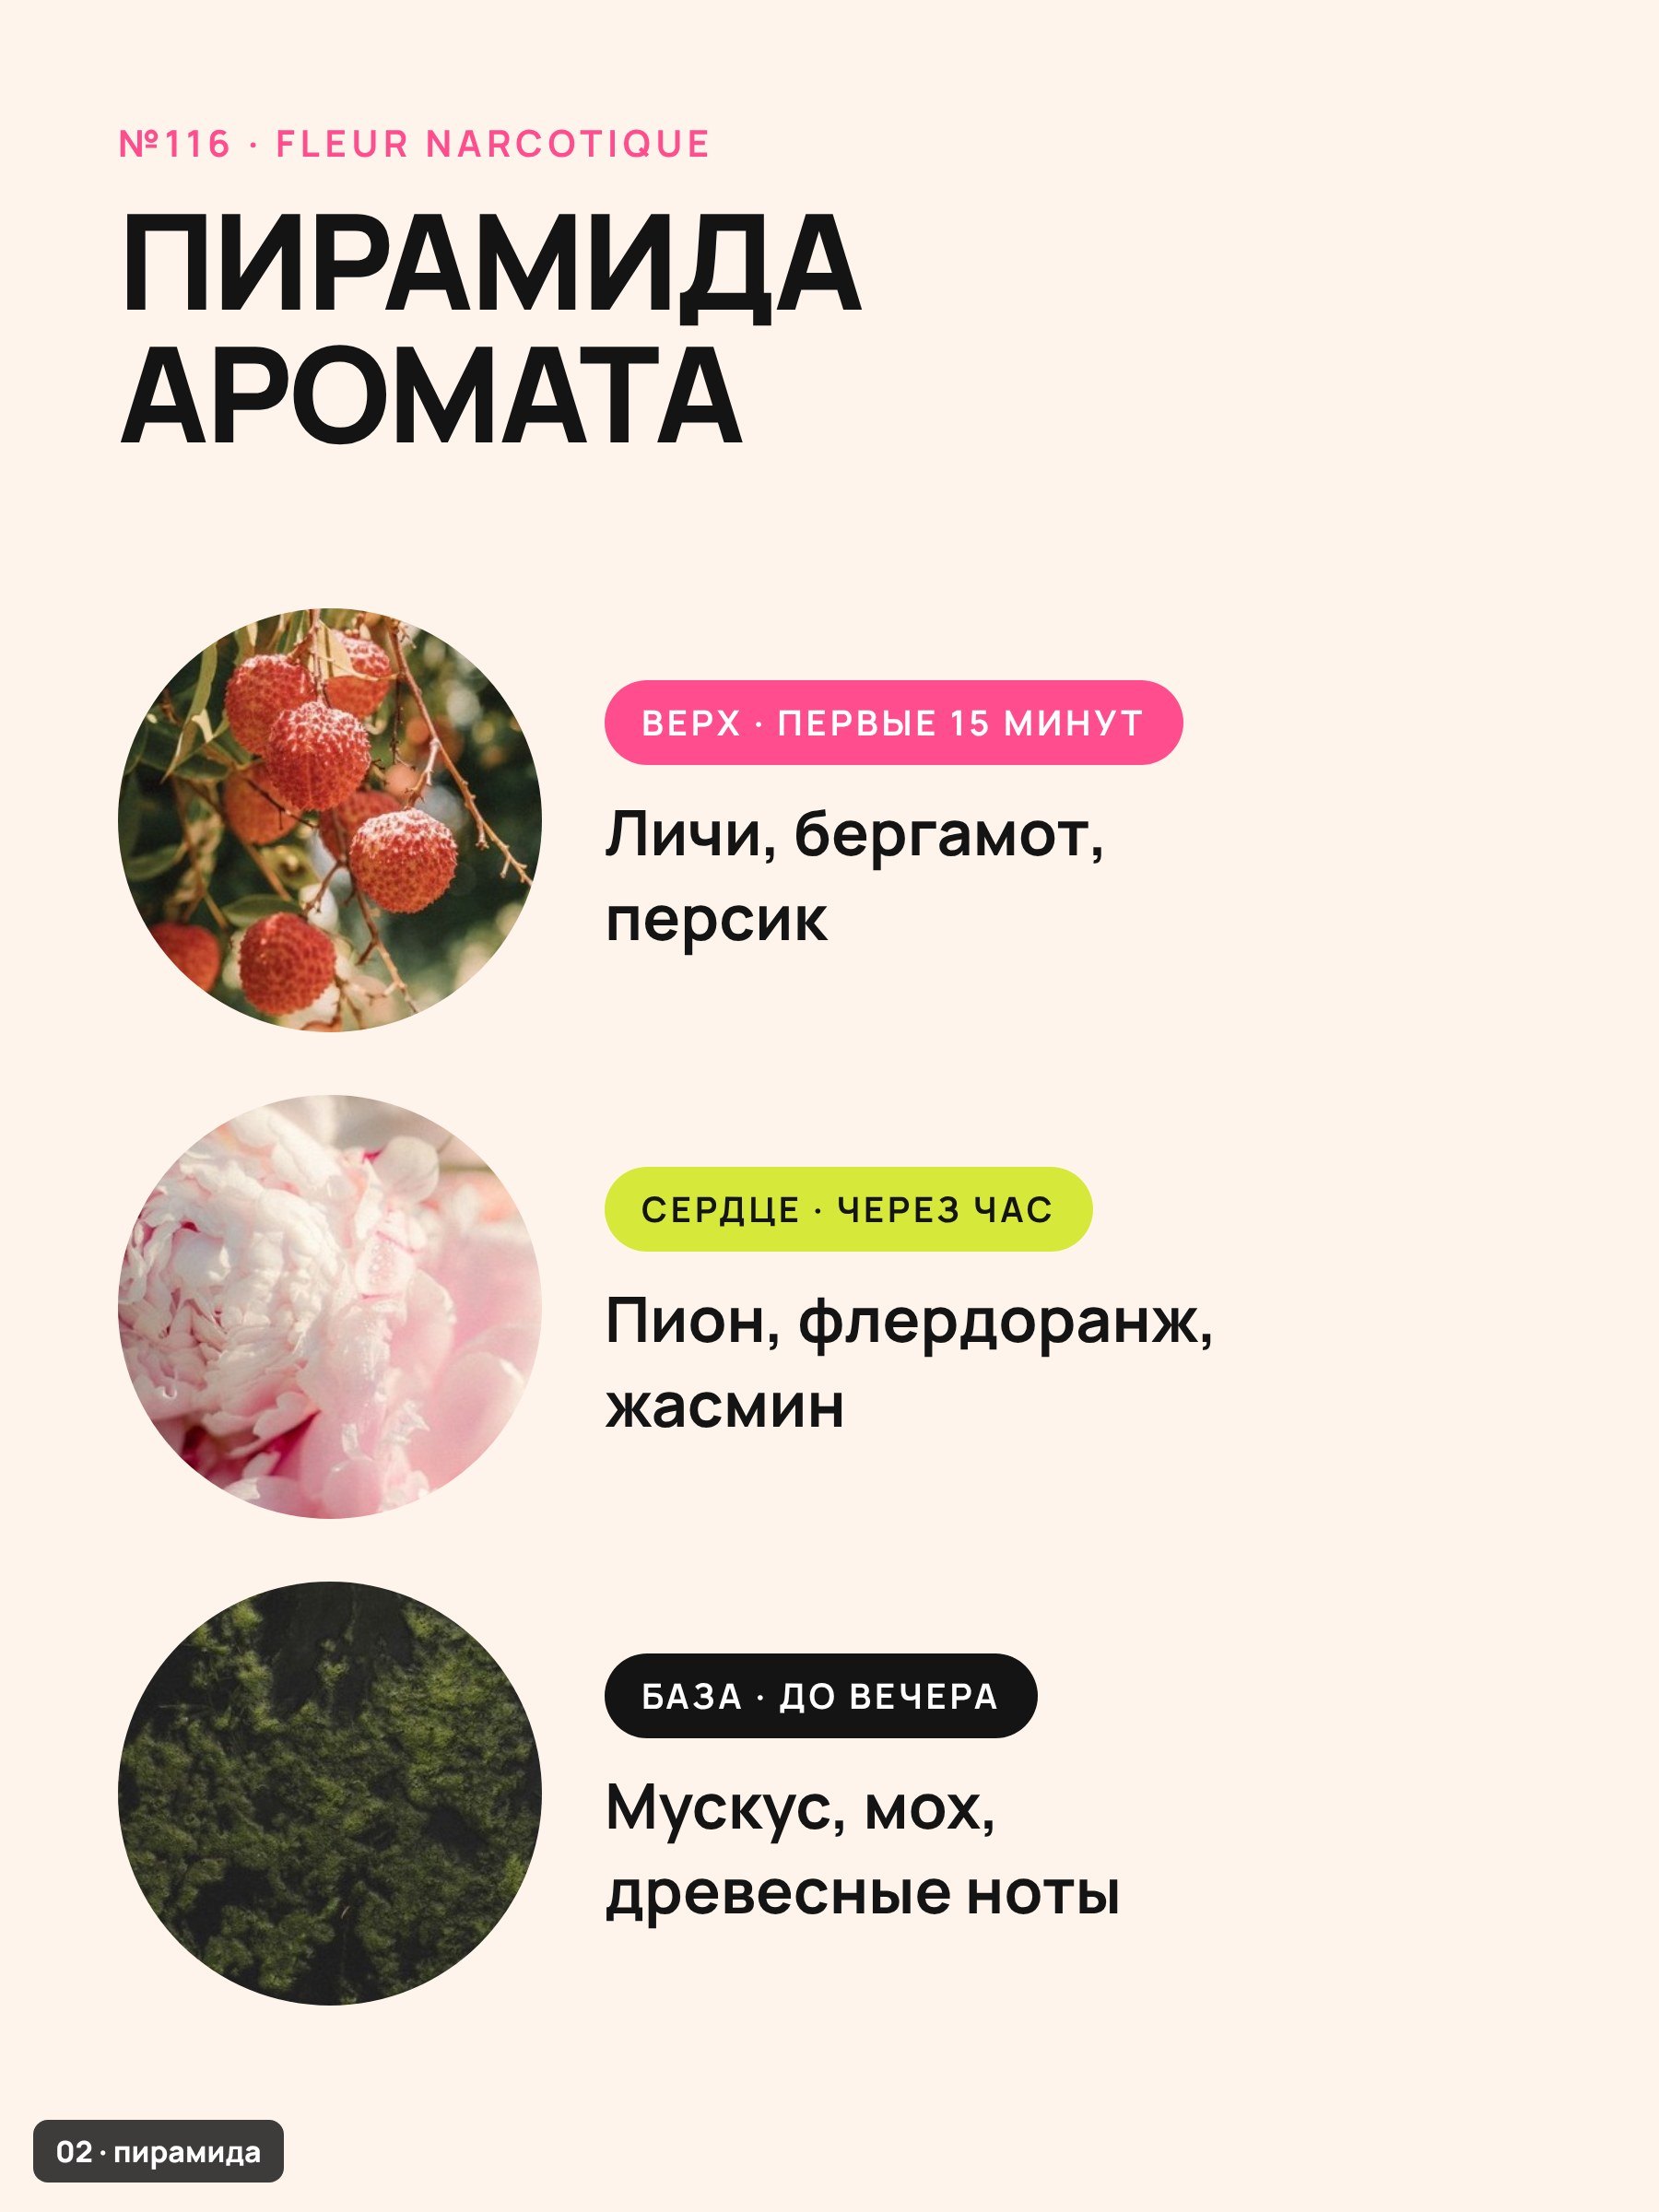 №116 · FLEUR NARCOTIQUE
ПИРАМИДА
АРОМАТА
ВЕРХ · ПЕРВЫЕ 15 МИНУТ
Личи, бергамот,
персик
СЕРДЦЕ · ЧЕРЕЗ ЧАС
Пион, флердоранж,
жасмин
БАЗА · ДО ВЕЧЕРА
Мускус, мох,
древесные ноты
02 · пирамида